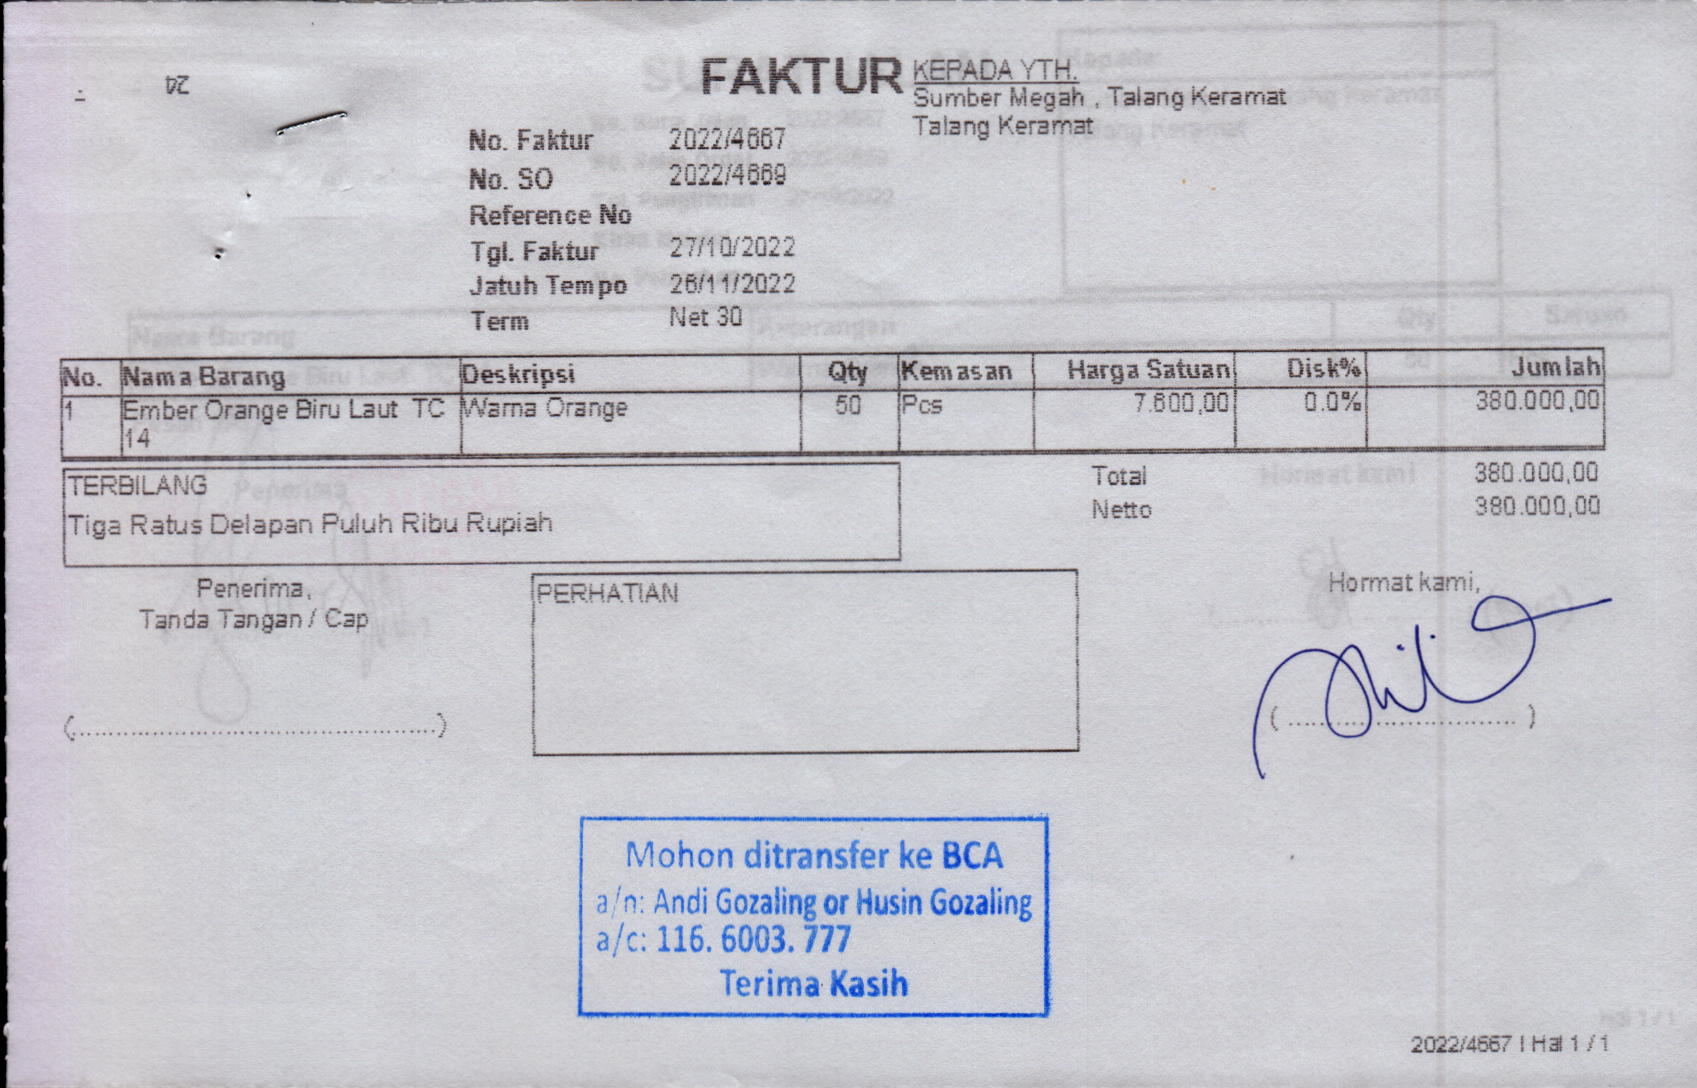 24
FAKTUR
KEPADA YTH.
Sumber Megah , Talang Keramat
Talang Keramat
No. Faktur 2022/4667
No. SO 2022/4669
Reference No
Tgl. Faktur 27/10/2022
Jatuh Tempo 26/11/2022
Term Net 30
No. Nama Barang Deskripsi Qty Kemasan Harga Satuan Disk% Jumlah
1 Ember Orange Biru Laut TC 14 Warna Orange 50 Pcs 7.600,00 0.0% 380.000,00
TERBILANG
Tiga Ratus Delapan Puluh Ribu Rupiah
Total 380.000,00
Netto 380.000,00
Penerima,
Tanda Tangan / Cap
(..............................................)
PERHATIAN
Hormat kami,
( ................................ )
Mohon ditransfer ke BCA
a/n: Andi Gozaling or Husin Gozaling
a/c: 116. 6003. 777
Terima Kasih
2022/4667 | Hal 1 / 1